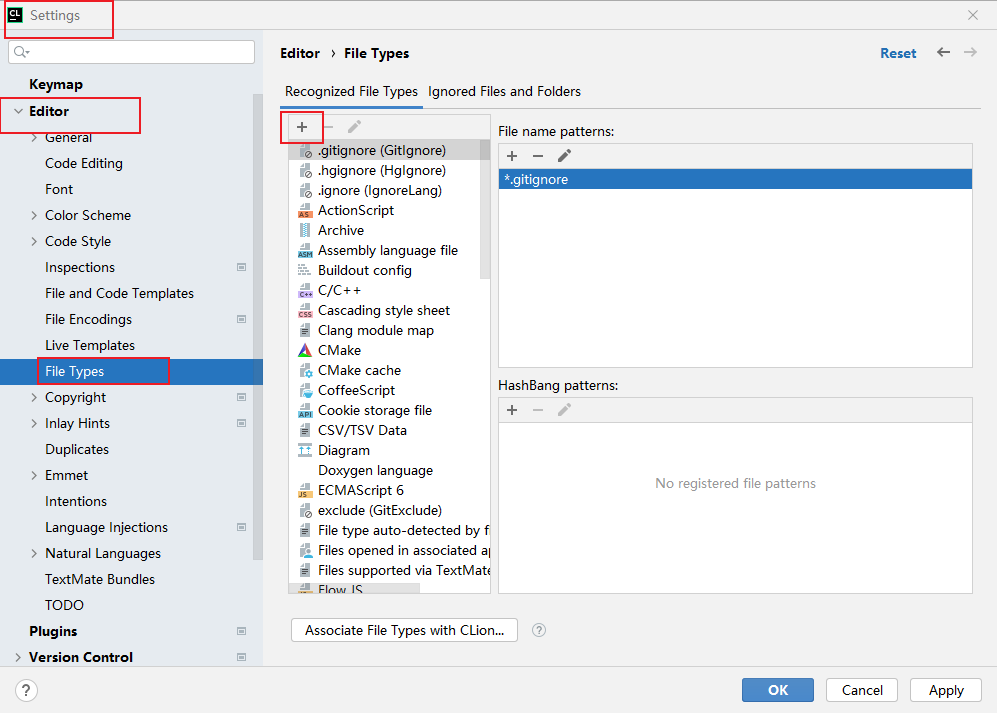 CL Settings
Keymap
Editor
General
Code Editing
Font
Color Scheme
Code Style
Inspections
File and Code Templates
File Encodings
Live Templates
File Types
Copyright
Inlay Hints
Duplicates
Emmet
Intentions
Language Injections
Natural Languages
TextMate Bundles
TODO
Plugins
Version Control
Editor › File Types
Reset
Recognized File Types
Ignored Files and Folders
.gitignore (GitIgnore)
.hgignore (HgIgnore)
.ignore (IgnoreLang)
AS ActionScript
Archive
ASM Assembly language file
Buildout config
C++ C/C++
CSS Cascading style sheet
Clang module map
CMake
CMake cache
CoffeeScript
API Cookie storage file
CSV/TSV Data
Diagram
Doxygen language
JS ECMAScript 6
exclude (GitExclude)
File type auto-detected by f
Files opened in associated a
Files supported via TextMate
Flow JS
File name patterns:
*.gitignore
HashBang patterns:
No registered file patterns
Associate File Types with CLion...
?
?
OK
Cancel
Apply